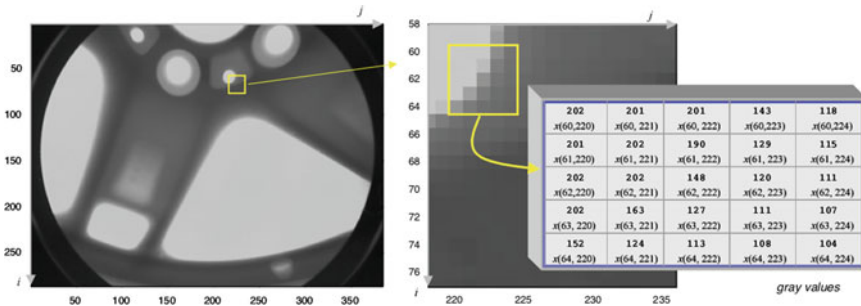 j
50
100
150
200
250
i
50 100 150 200 250 300 350
j
58
60
62
64
66
68
70
72
74
76
i
220 225 230 235
202 201 201 143 118
x(60,220) x(60, 221) x(60, 222) x(60,223) x(60,224)
201 202 190 129 115
x(61,220) x(61, 221) x(61, 222) x(61, 223) x(61, 224)
202 202 148 120 111
x(62,220) x(62, 221) x(62, 222) x(62, 223) x(62, 224)
202 163 127 111 107
x(63, 220) x(63, 221) x(63, 222) x(63, 223) x(63, 224)
152 124 113 108 104
x(64, 220) x(64, 221) x(64, 222) x(64, 223) x(64, 224)
gray values